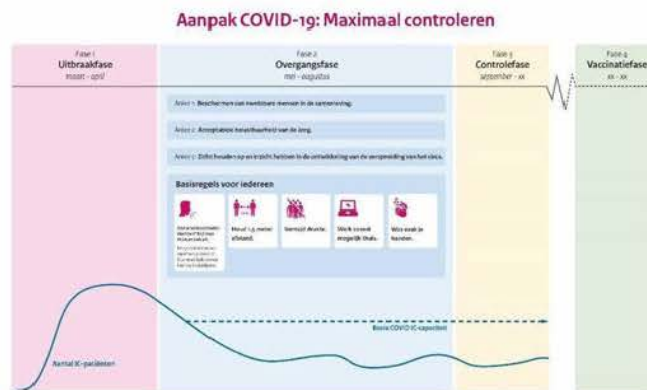 Aanpak COVID-19: Maximaal controleren
Fase 1
Uitbraakfase
maart - april
Fase 2
Overgangsfase
mei - augustus
Fase 3
Controlefase
september - xx
Fase 4
Vaccinatiefase
xx - xx
Anker 1: Beschermen van kwetsbare mensen in de samenleving.
Anker 2: Acceptabele belastbaarheid van de zorg.
Anker 3: Zicht houden op en inzicht hebben in de ontwikkeling van de verspreiding van het virus.
Basisregels voor iedereen
Houd 1,5 meter
afstand.
Vermijd drukte.
Werk zoveel
mogelijk thuis.
Was vaak je
handen.
Basis COVID IC-capaciteit
Aantal IC-patiënten